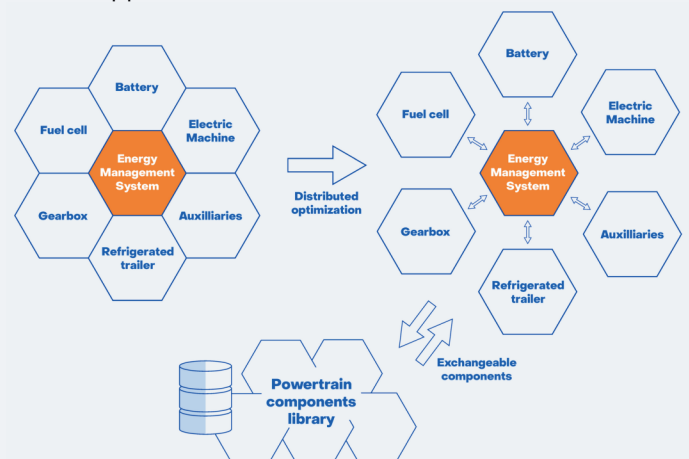 Battery
Fuel cell
Electric
Machine
Energy
Management
System
Gearbox
Auxilliaries
Refrigerated
trailer
Distributed
optimization
Battery
Fuel cell
Electric
Machine
Energy
Management
System
Gearbox
Auxilliaries
Refrigerated
trailer
Exchangeable
components
Powertrain
components
library